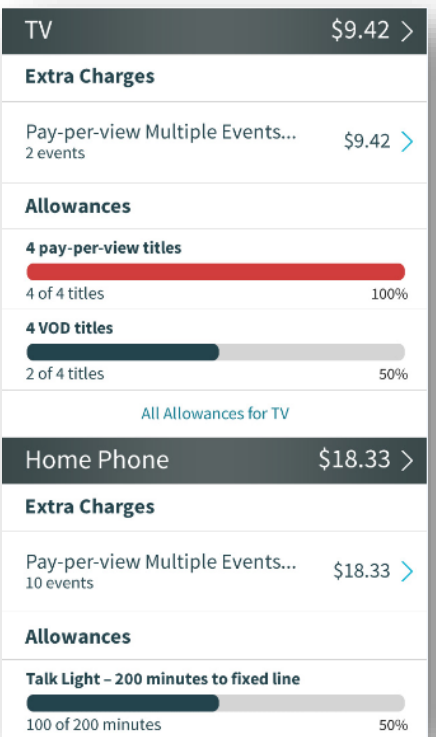 TV $9.42
Extra Charges
Pay-per-view Multiple Events... $9.42
2 events
Allowances
4 pay-per-view titles
4 of 4 titles 100%
4 VOD titles
2 of 4 titles 50%
All Allowances for TV
Home Phone $18.33
Extra Charges
Pay-per-view Multiple Events... $18.33
10 events
Allowances
Talk Light – 200 minutes to fixed line
100 of 200 minutes 50%